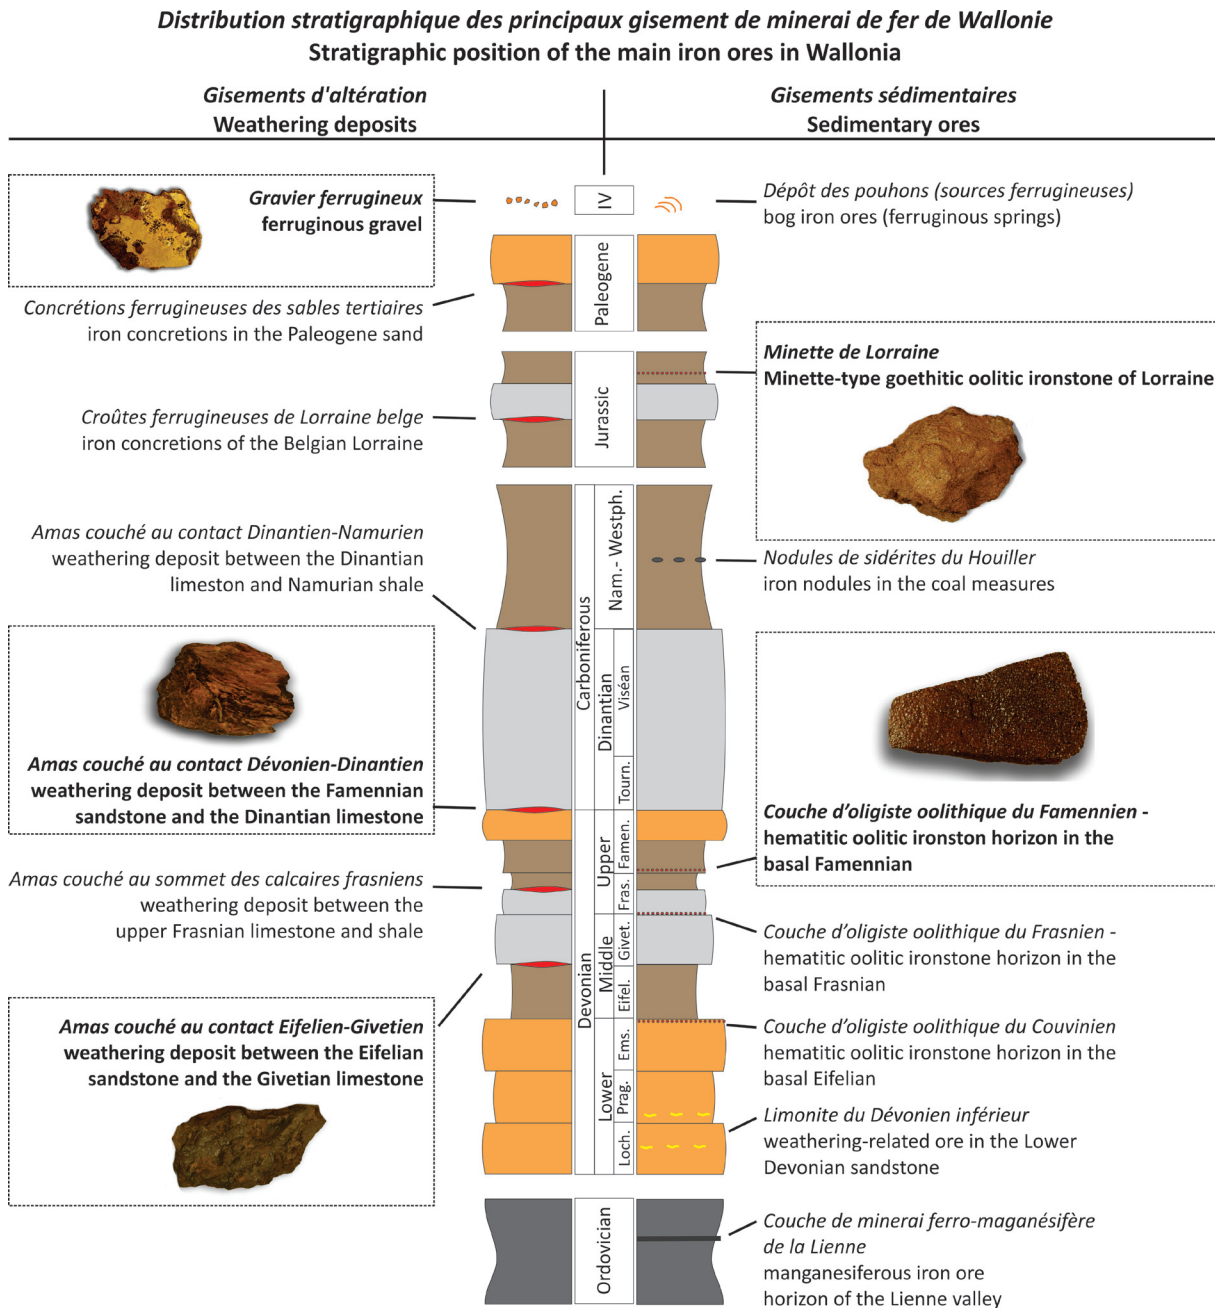 Distribution stratigraphique des principaux gisement de minerai de fer de Wallonie
Stratigraphic position of the main iron ores in Wallonia
Gisements d'altération
Weathering deposits
Gisements sédimentaires
Sedimentary ores
Gravier ferrugineux
ferruginous gravel
Concrétions ferrugineuses des sables tertiaires
iron concretions in the Paleogene sand
Croûtes ferrugineuses de Lorraine belge
iron concretions of the Belgian Lorraine
Amas couché au contact Dinantien-Namurien
weathering deposit between the Dinantian
limeston and Namurian shale
Amas couché au contact Dévonien-Dinantien
weathering deposit between the Famennian
sandstone and the Dinantian limestone
Amas couché au sommet des calcaires frasniens
weathering deposit between the
upper Frasnian limestone and shale
Amas couché au contact Eifelien-Givetien
weathering deposit between the Eifelian
sandstone and the Givetian limestone
IV
Paleogene
Jurassic
Carboniferous
Nam.- Westph.
Dinantian
Viséan
Tourn.
Devonian
Upper
Famen.
Fras.
Middle
Givet.
Eifel.
Lower
Ems.
Prag.
Loch.
Ordovician
Dépôt des pouhons (sources ferrugineuses)
bog iron ores (ferruginous springs)
Minette de Lorraine
Minette-type goethitic oolitic ironstone of Lorraine
Nodules de sidérites du Houiller
iron nodules in the coal measures
Couche d’oligiste oolithique du Famennien -
hematitic oolitic ironston horizon in the
basal Famennian
Couche d’oligiste oolithique du Frasnien -
hematitic oolitic ironstone horizon in the
basal Frasnian
Couche d’oligiste oolithique du Couvinien
hematitic oolitic ironstone horizon in the
basal Eifelian
Limonite du Dévonien inférieur
weathering-related ore in the Lower
Devonian sandstone
Couche de minerai ferro-maganésifère
de la Lienne
manganesiferous iron ore
horizon of the Lienne valley